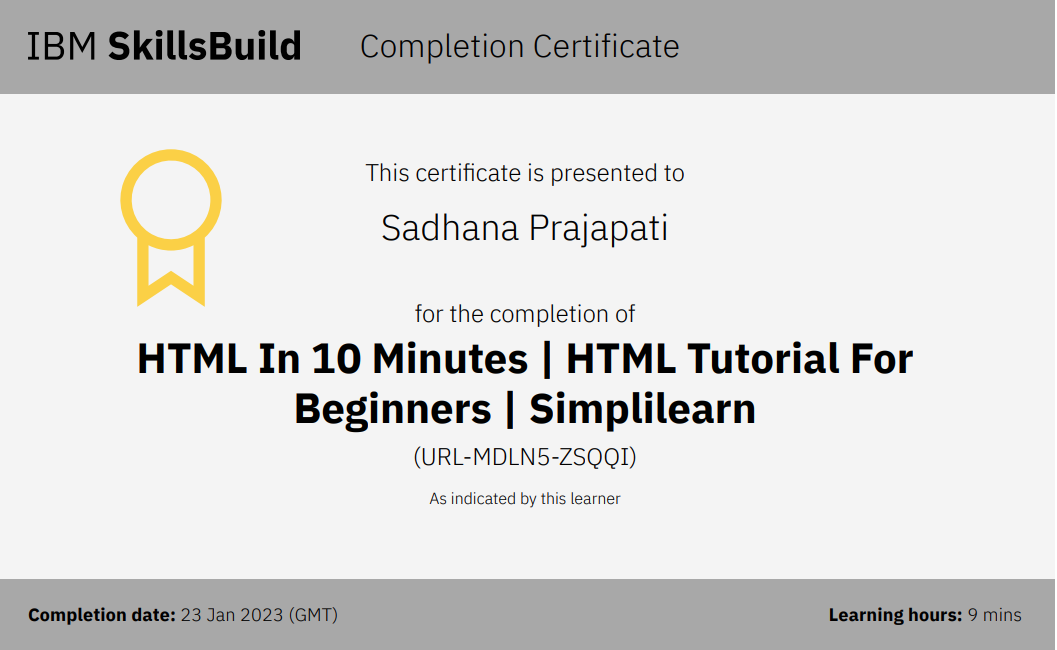 IBM SkillsBuild Completion Certificate
This certificate is presented to
Sadhana Prajapati
for the completion of
HTML In 10 Minutes | HTML Tutorial For
Beginners | Simplilearn
(URL-MDLN5-ZSQQI)
As indicated by this learner
Completion date: 23 Jan 2023 (GMT)
Learning hours: 9 mins